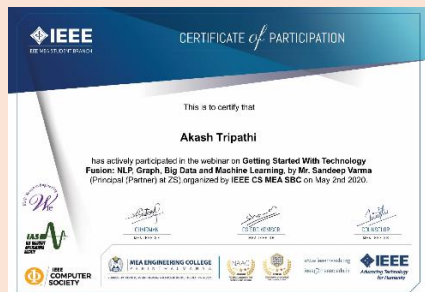 IEEE
IEEE MEA STUDENT BRANCH
CERTIFICATE of PARTICIPATION
This is to certify that
Akash Tripathi
has actively participated in the webinar on Getting Started With Technology
Fusion: NLP, Graph, Big Data and Machine Learning, by Mr. Sandeep Varma
(Principal (Partner) at ZS) organized by IEEE CS MEA SBC on May 2nd 2020.
CHAIRMAN
COUNSELOR
IAS
IEEE
COMPUTER
SOCIETY
MEA ENGINEERING COLLEGE
PERINTHALMANNA
NAAC
IEEE
Advancing Technology
for Humanity